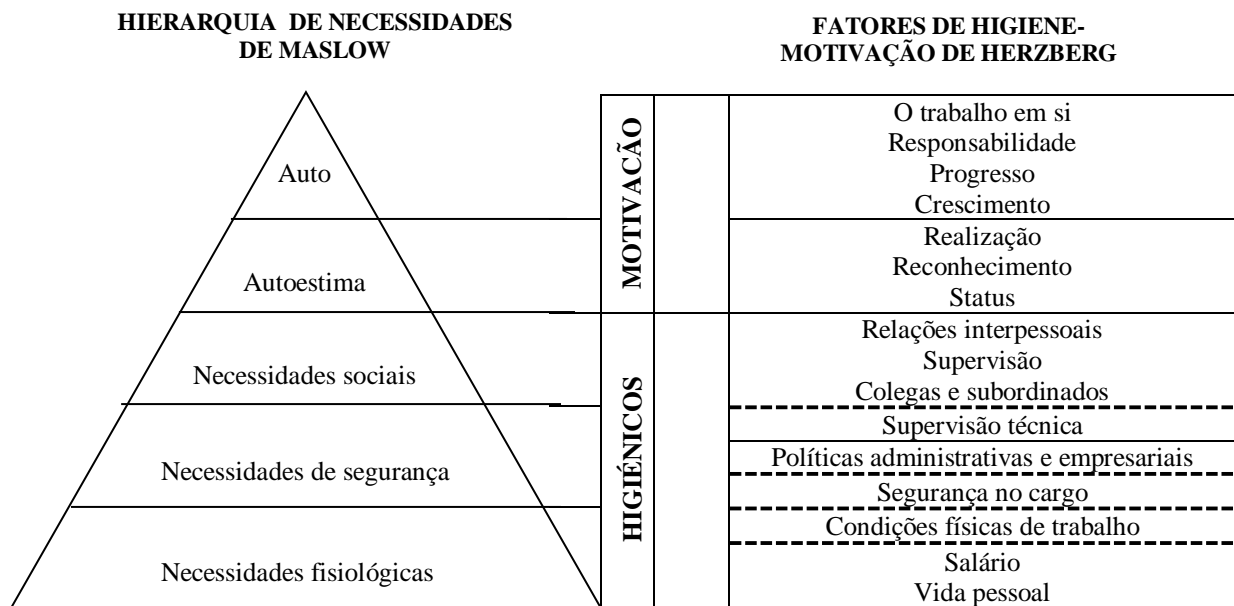 HIERARQUIA DE NECESSIDADES
DE MASLOW
FATORES DE HIGIENE-
MOTIVAÇÃO DE HERZBERG
Auto
Autoestima
Necessidades sociais
Necessidades de segurança
Necessidades fisiológicas
MOTIVACÃO
HIGIÉNICOS
O trabalho em si
Responsabilidade
Progresso
Crescimento
Realização
Reconhecimento
Status
Relações interpessoais
Supervisão
Colegas e subordinados
Supervisão técnica
Políticas administrativas e empresariais
Segurança no cargo
Condições físicas de trabalho
Salário
Vida pessoal